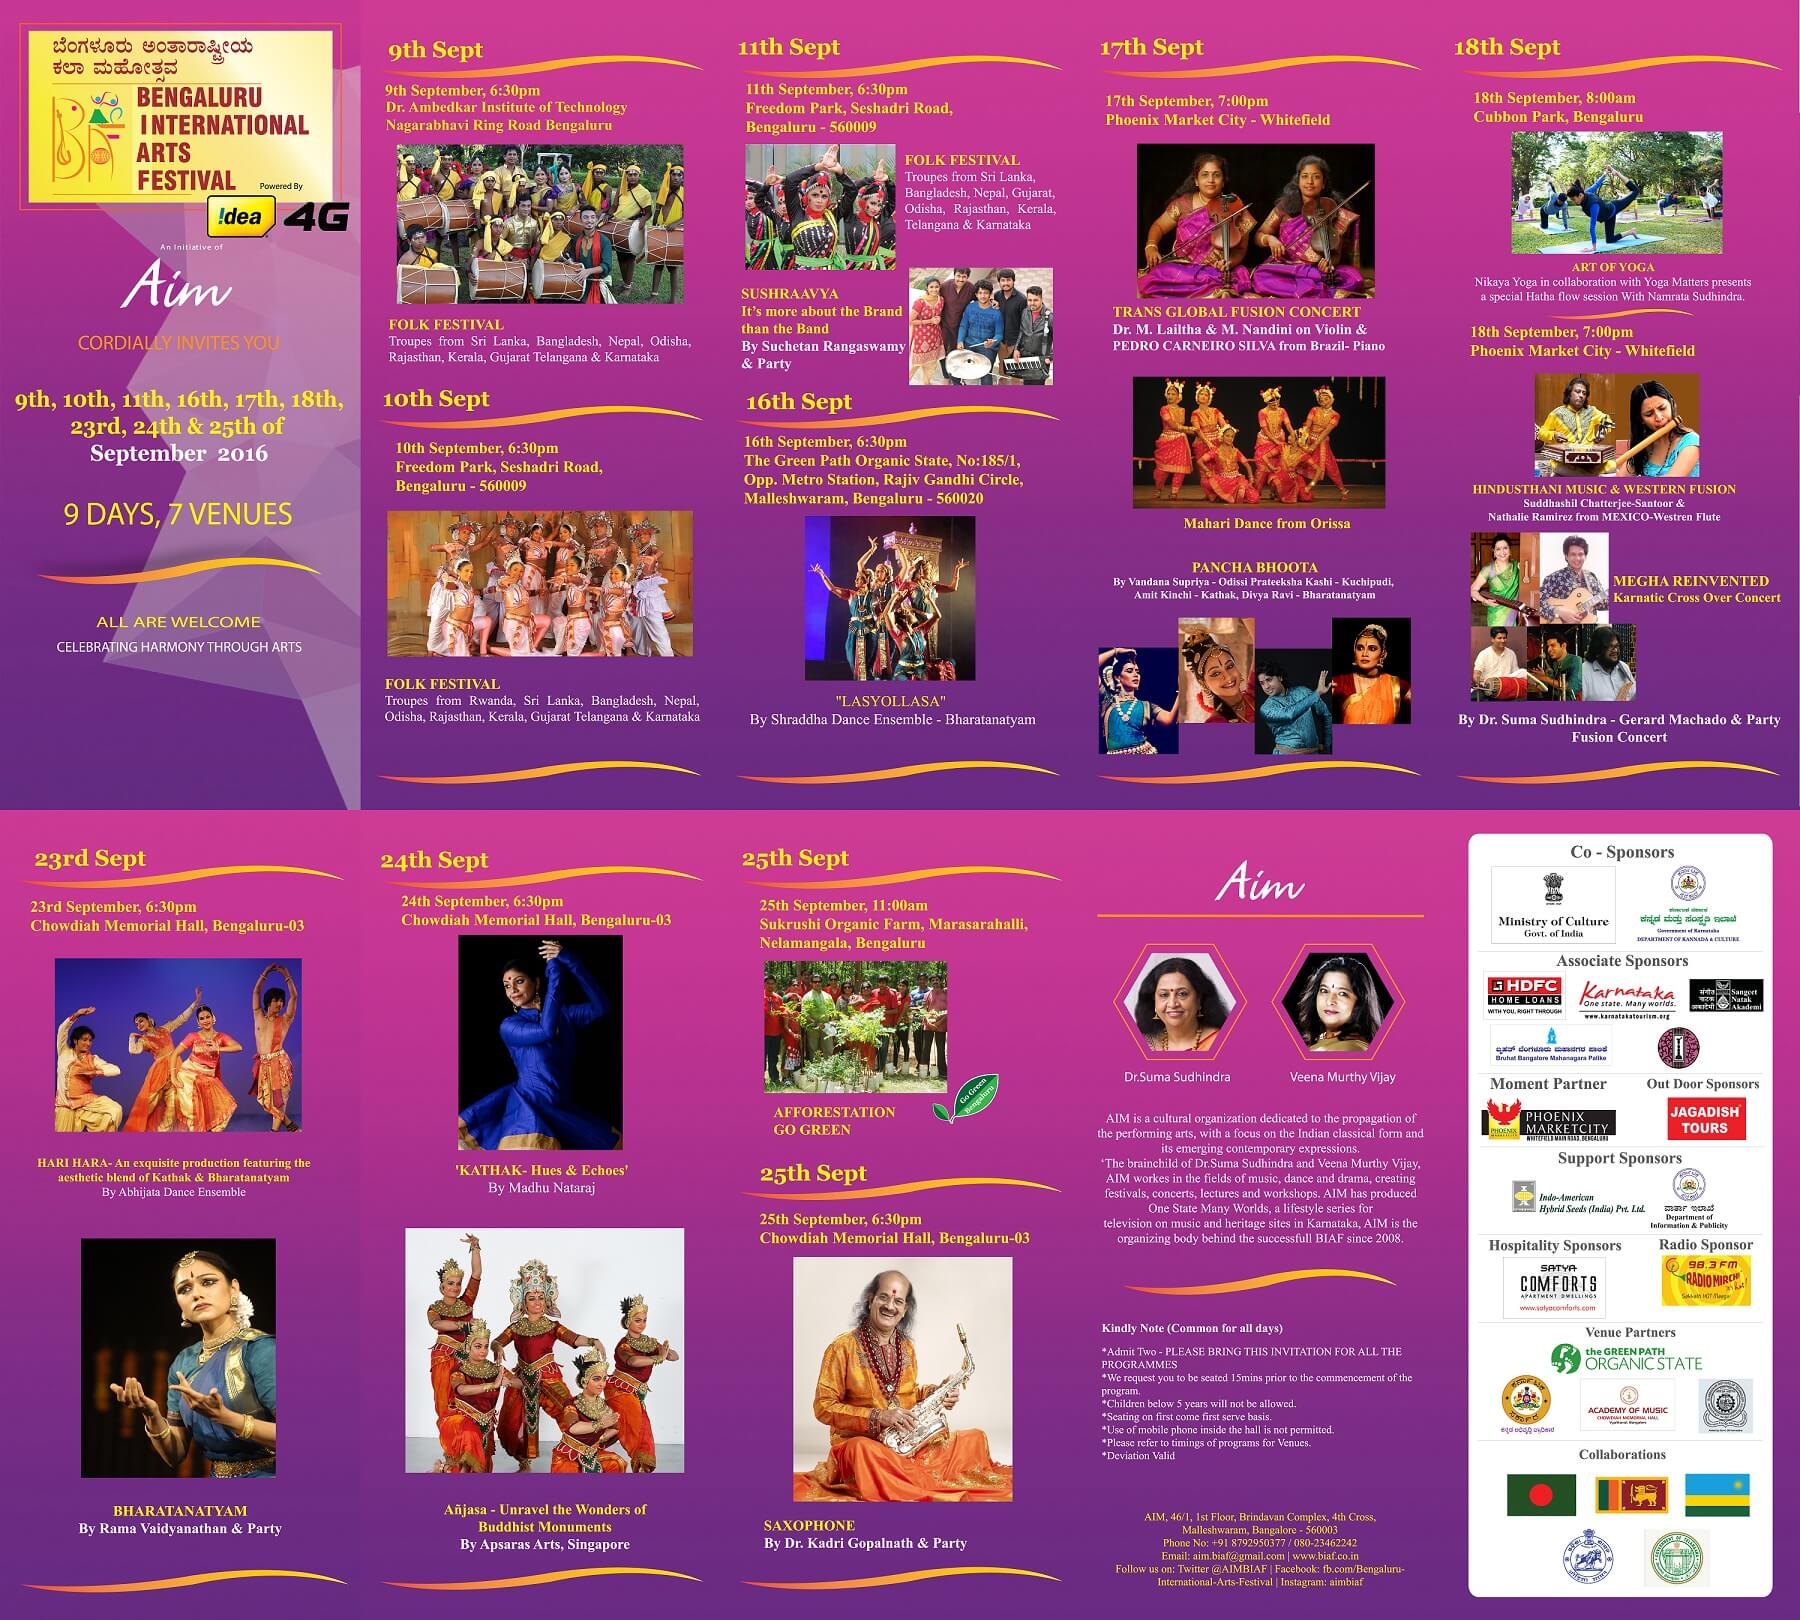 ಬೆಂಗಳೂರು ಅಂತಾರಾಷ್ಟ್ರೀಯ
ಕಲಾ ಮಹೋತ್ಸವ
BENGALURU
INTERNATIONAL
ARTS
FESTIVAL
Powered By
!dea 4G
An Initiative of
Aim
CORDIALLY INVITES YOU
9th, 10th, 11th, 16th, 17th, 18th,
23rd, 24th & 25th of
September 2016
9 DAYS, 7 VENUES
ALL ARE WELCOME
CELEBRATING HARMONY THROUGH ARTS
9th Sept
9th September, 6:30pm
Dr. Ambedkar Institute of Technology
Nagarabhavi Ring Road Bengaluru
FOLK FESTIVAL
Troupes from Sri Lanka, Bangladesh, Nepal, Odisha,
Rajasthan, Kerala, Gujarat Telangana & Karnataka
10th Sept
10th September, 6:30pm
Freedom Park, Seshadri Road,
Bengaluru - 560009
FOLK FESTIVAL
Troupes from Rwanda, Sri Lanka, Bangladesh, Nepal,
Odisha, Rajasthan, Kerala, Gujarat Telangana & Karnataka
11th Sept
11th September, 6:30pm
Freedom Park, Seshadri Road,
Bengaluru - 560009
FOLK FESTIVAL
Troupes from Sri Lanka,
Bangladesh, Nepal, Gujarat,
Odisha, Rajasthan, Kerala,
Telangana & Karnataka
SUSHRAAVYA
It's more about the Brand
than the Band
By Suchetan Rangaswamy
& Party
16th Sept
16th September, 6:30pm
The Green Path Organic State, No:185/1,
Opp. Metro Station, Rajiv Gandhi Circle,
Malleshwaram, Bengaluru - 560020
"LASYOLLASA"
By Shraddha Dance Ensemble - Bharatanatyam
17th Sept
17th September, 7:00pm
Phoenix Market City - Whitefield
TRANS GLOBAL FUSION CONCERT
Dr. M. Lailtha & M. Nandini on Violin &
PEDRO CARNEIRO SILVA from Brazil- Piano
Mahari Dance from Orissa
PANCHA BHOOTA
By Vandana Supriya - Odissi Prateeksha Kashi - Kuchipudi,
Amit Kinchi - Kathak, Divya Ravi - Bharatanatyam
18th Sept
18th September, 8:00am
Cubbon Park, Bengaluru
ART OF YOGA
Nikaya Yoga in collaboration with Yoga Matters presents
a special Hatha flow session With Namrata Sudhindra.
18th September, 7:00pm
Phoenix Market City - Whitefield
HINDUSTHANI MUSIC & WESTERN FUSION
Suddhashil Chatterjee-Santoor &
Nathalie Ramirez from MEXICO-Westren Flute
MEGHA REINVENTED
Karnatic Cross Over Concert
By Dr. Suma Sudhindra - Gerard Machado & Party
Fusion Concert
23rd Sept
23rd September, 6:30pm
Chowdiah Memorial Hall, Bengaluru-03
HARI HARA- An exquisite production featuring the
aesthetic blend of Kathak & Bharatanatyam
By Abhijata Dance Ensemble
BHARATANATYAM
By Rama Vaidyanathan & Party
24th Sept
24th September, 6:30pm
Chowdiah Memorial Hall, Bengaluru-03
'KATHAK- Hues & Echoes'
By Madhu Nataraj
Añjasa - Unravel the Wonders of
Buddhist Monuments
By Apsaras Arts, Singapore
25th Sept
25th September, 11:00am
Sukrushi Organic Farm, Marasarahalli,
Nelamangala, Bengaluru
Go Green
Bengaluru
AFFORESTATION
GO GREEN
25th Sept
25th September, 6:30pm
Chowdiah Memorial Hall, Bengaluru-03
SAXOPHONE
By Dr. Kadri Gopalnath & Party
Aim
Dr.Suma Sudhindra
Veena Murthy Vijay
AIM is a cultural organization dedicated to the propagation of
the performing arts, with a focus on the Indian classical form and
its emerging contemporary expressions.
'The brainchild of Dr.Suma Sudhindra and Veena Murthy Vijay,
AIM workes in the fields of music, dance and drama, creating
festivals, concerts, lectures and workshops. AIM has produced
One State Many Worlds, a lifestyle series for
television on music and heritage sites in Karnataka, AIM is the
organizing body behind the successfull BIAF since 2008.
Kindly Note (Common for all days)
*Admit Two - PLEASE BRING THIS INVITATION FOR ALL THE
PROGRAMMES
*We request you to be seated 15mins prior to the commencement of the
program.
*Children below 5 years will not be allowed.
*Seating on first come first serve basis.
*Use of mobile phone inside the hall is not permitted.
*Please refer to timings of programs for Venues.
*Deviation Valid
AIM, 46/1, 1st Floor, Brindavan Complex, 4th Cross,
Malleshwaram, Bangalore - 560003
Phone No: +91 8792950377 / 080-23462242
Email: aim.biaf@gmail.com | www.biaf.co.in
Follow us on: Twitter @AIMBIAF | Facebook: fb.com/Bengaluru-
International-Arts-Festival | Instagram: aimbiaf
Co - Sponsors
Ministry of Culture
Govt. of India
ಕರ್ನಾಟಕ ಸರ್ಕಾರ
ಕನ್ನಡ ಮತ್ತು ಸಂಸ್ಕೃತಿ ಇಲಾಖೆ
Government of Karnataka
DEPARTMENT OF KANNADA & CULTURE
Associate Sponsors
HDFC
HOME LOANS
WITH YOU, RIGHT THROUGH
Karnataka
One state. Many worlds.
www.karnatakatourism.org
संगीत
नाटक
अकादेमी
Sangeet
Natak
Akademi
ಬೃಹತ್ ಬೆಂಗಳೂರು ಮಹಾನಗರ ಪಾಲಿಕೆ
Bruhat Bangalore Mahanagara Palike
Moment Partner
PHOENIX
PHOENIX
MARKETCITY
WHITEFIELD MAIN ROAD, BENGALURU
Out Door Sponsors
JAGADISH
TOURS
Support Sponsors
Indo-American
Hybrid Seeds (India) Pvt. Ltd.
ವಾರ್ತಾ ಇಲಾಖೆ
Department of
Information & Publicity
Hospitality Sponsors
SATYA
COMFORTS
APARTMENT DWELLINGS
www.satyacomforts.com
Radio Sponsor
98.3 FM
RADIO MIRCHI
Sakkath HOT Maga!
Venue Partners
the GREEN PATH
ORGANIC STATE
ACADEMY OF MUSIC
CHOWDIAH MEMORIAL HALL
Collaborations